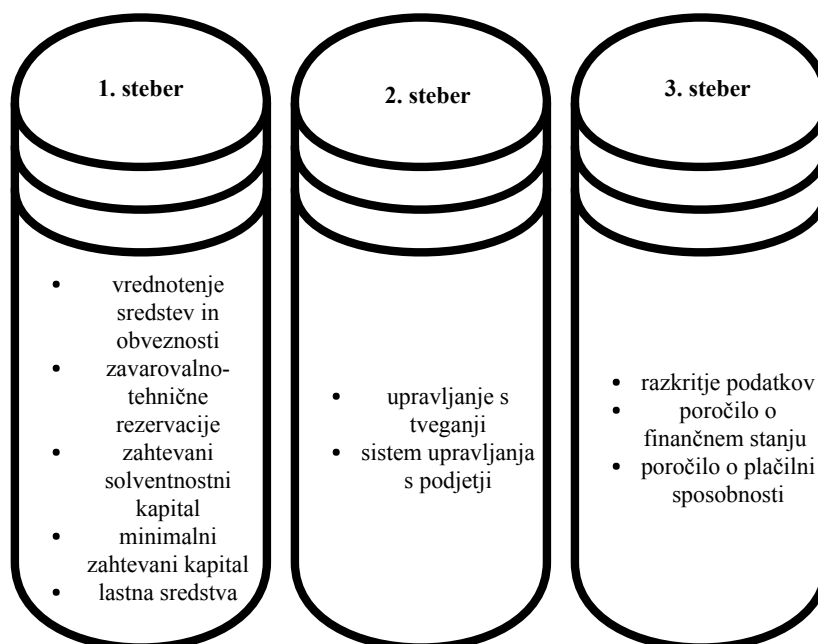 1. steber
• vrednotenje
sredstev in
obveznosti
• zavarovalno-
tehnične
rezervacije
• zahtevani
solventnostni
kapital
• minimalni
zahtevani kapital
• lastna sredstva
2. steber
• upravljanje s
tveganji
• sistem upravljanja
s podjetji
3. steber
• razkritje podatkov
• poročilo o
finančnem stanju
• poročilo o plačilni
sposobnosti